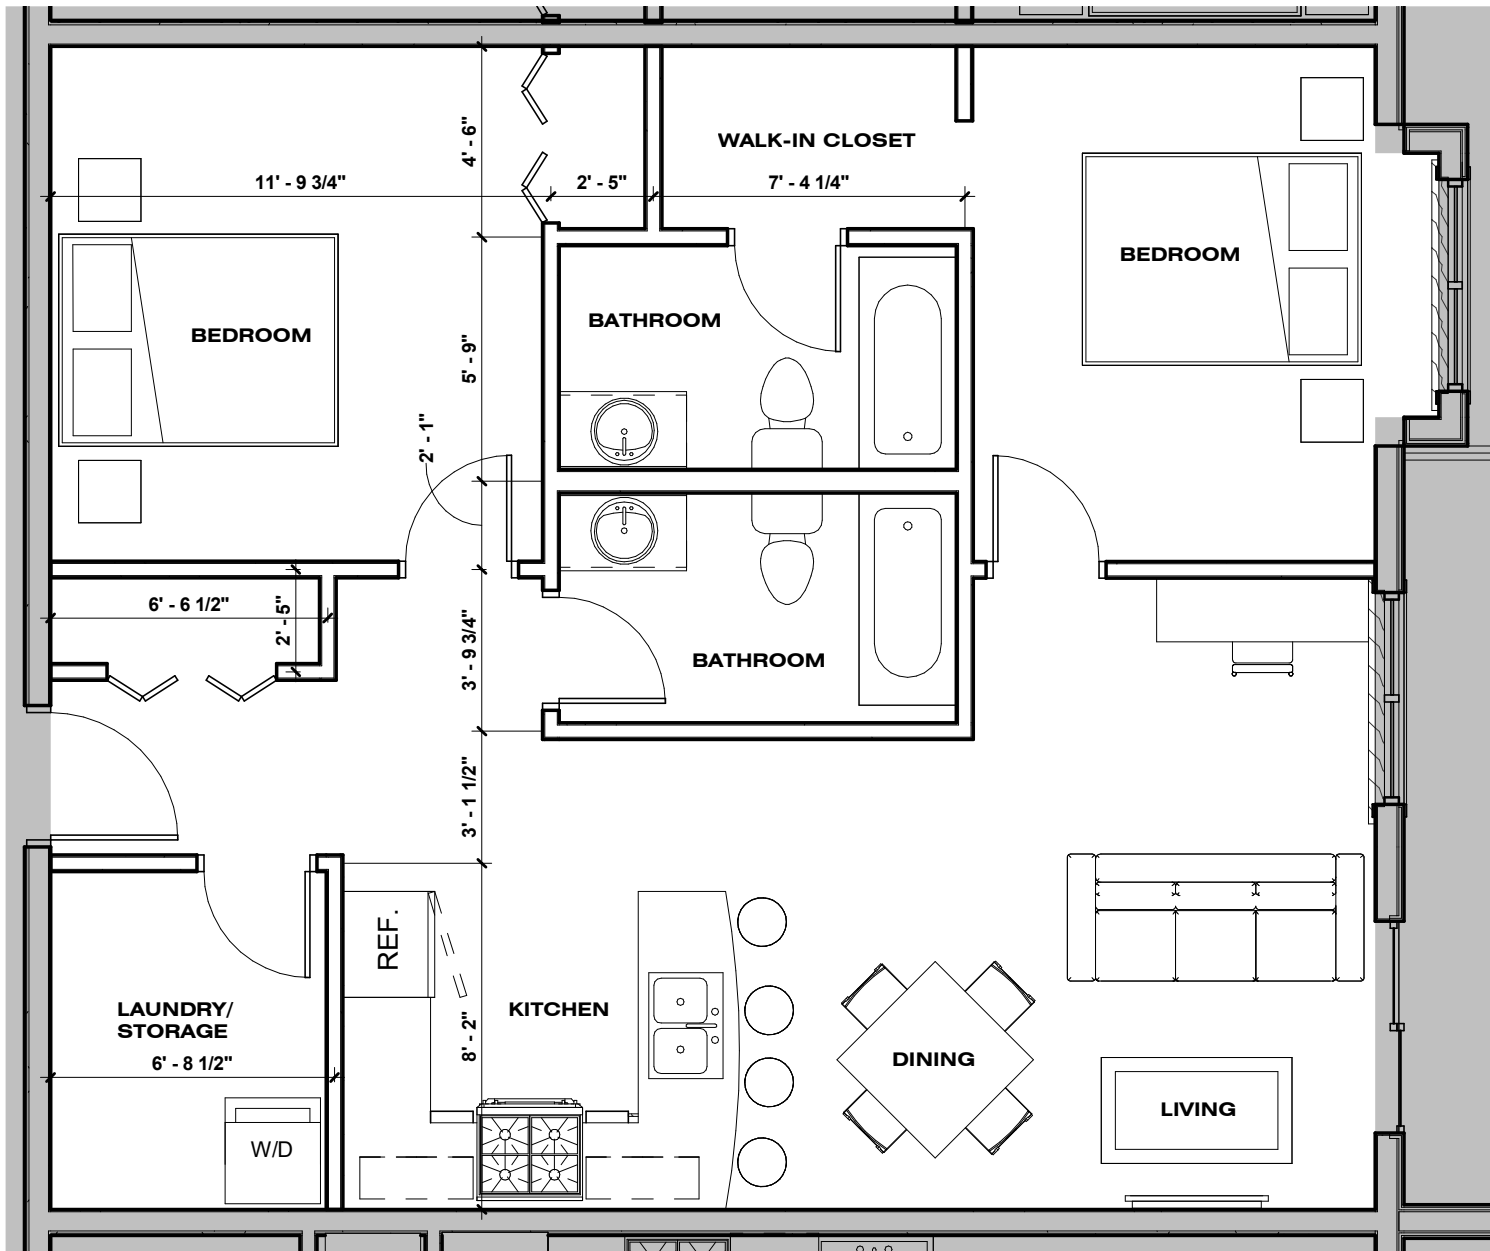 4' - 6"
WALK-IN CLOSET
11' - 9 3/4"
2' - 5"
7' - 4 1/4"
BEDROOM
BATHROOM
BEDROOM
5' - 9"
2' - 1"
6' - 6 1/2"
2' - 5"
3' - 9 3/4"
BATHROOM
3' - 1 1/2"
REF.
LAUNDRY/
STORAGE
KITCHEN
8' - 2"
6' - 8 1/2"
DINING
LIVING
W/D